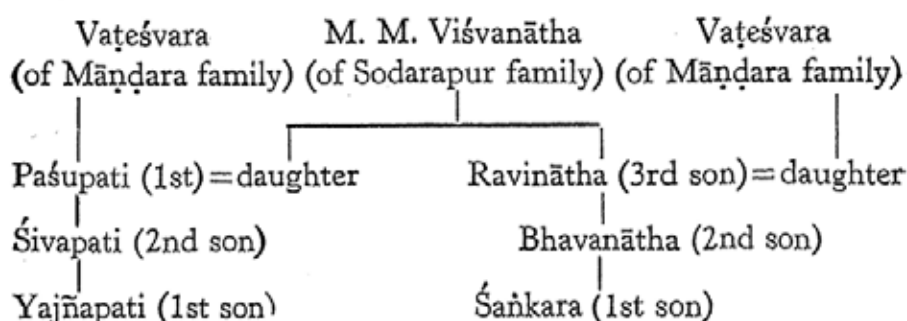 Vaṭeśvara M. M. Viśvanātha Vaṭeśvara
(of Māṇḍara family) (of Sodarapur family) (of Māṇḍara family)
Paśupati (1st)=daughter Ravinātha (3rd son)=daughter
Śivapati (2nd son) Bhavanātha (2nd son)
Yajñapati (1st son) Śaṅkara (1st son)